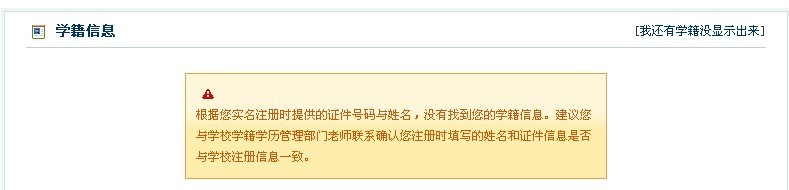 学籍信息 [我还有学籍没显示出来]
根据您实名注册时提供的证件号码与姓名，没有找到您的学籍信息。建议您
与学校学籍学历管理部门老师联系确认您注册时填写的姓名和证件信息是否
与学校注册信息一致。